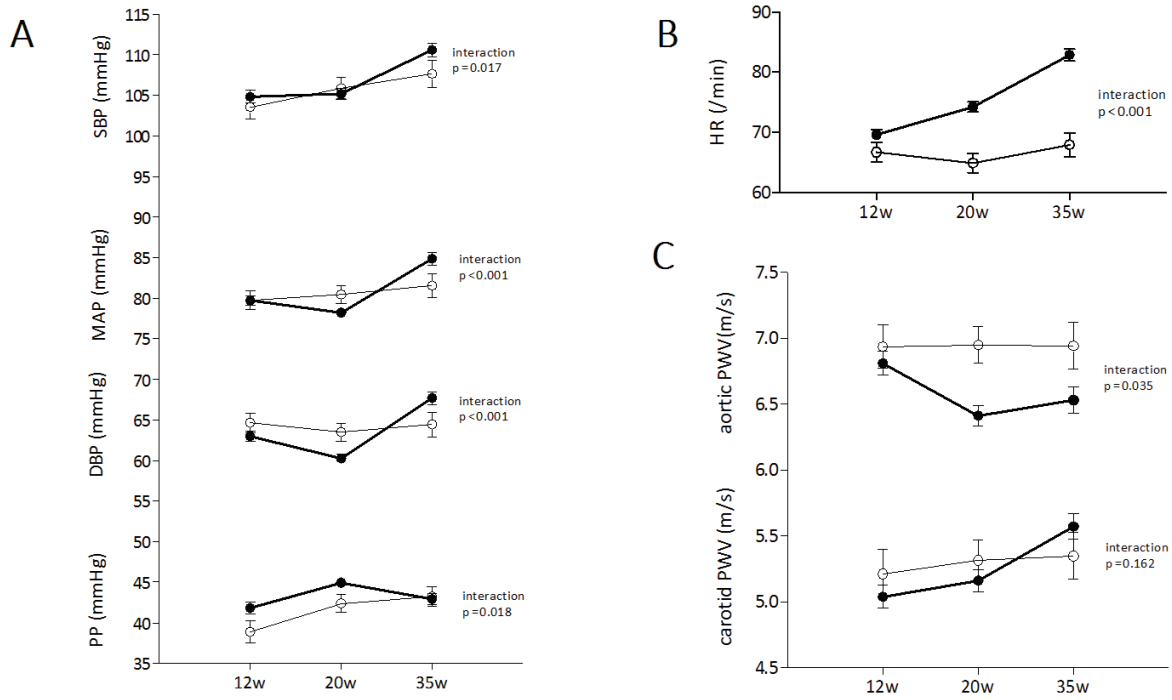 A
SBP (mmHg)
MAP (mmHg)
DBP (mmHg)
PP (mmHg)
115
110
105
100
95
90
85
80
75
70
65
60
55
50
45
40
35
interaction
p=0.017
interaction
p<0.001
interaction
p<0.001
interaction
p=0.018
12w 20w 35w
B
HR (/min)
90
80
70
60
interaction
p<0.001
12w 20w 35w
C
aortic PWV(m/s)
carotid PWV (m/s)
7.5
7.0
6.5
6.0
5.5
5.0
4.5
interaction
p=0.035
interaction
p=0.162
12w 20w 35w